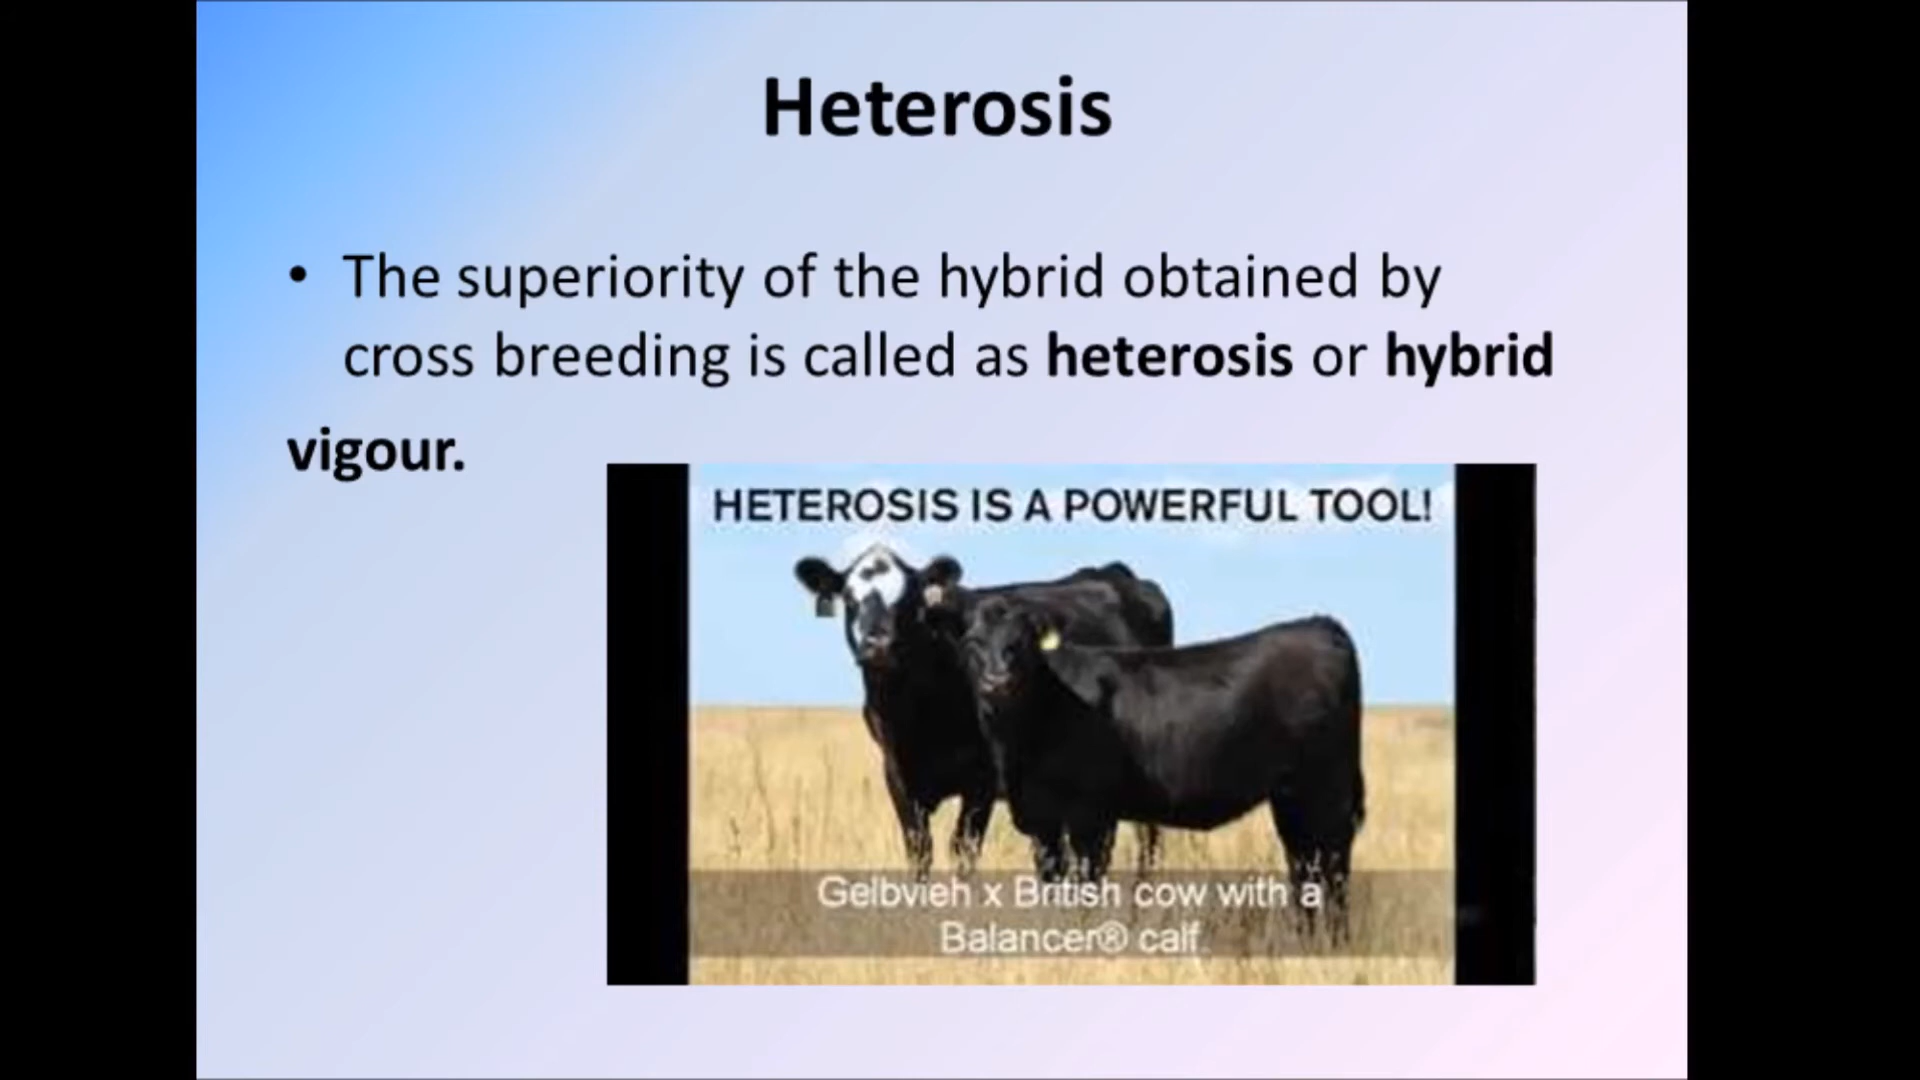 Heterosis
• The superiority of the hybrid obtained by
cross breeding is called as heterosis or hybrid
vigour.
HETEROSIS IS A POWERFUL TOOL!
Gelbvieh x British cow with a
Balancer® calf.